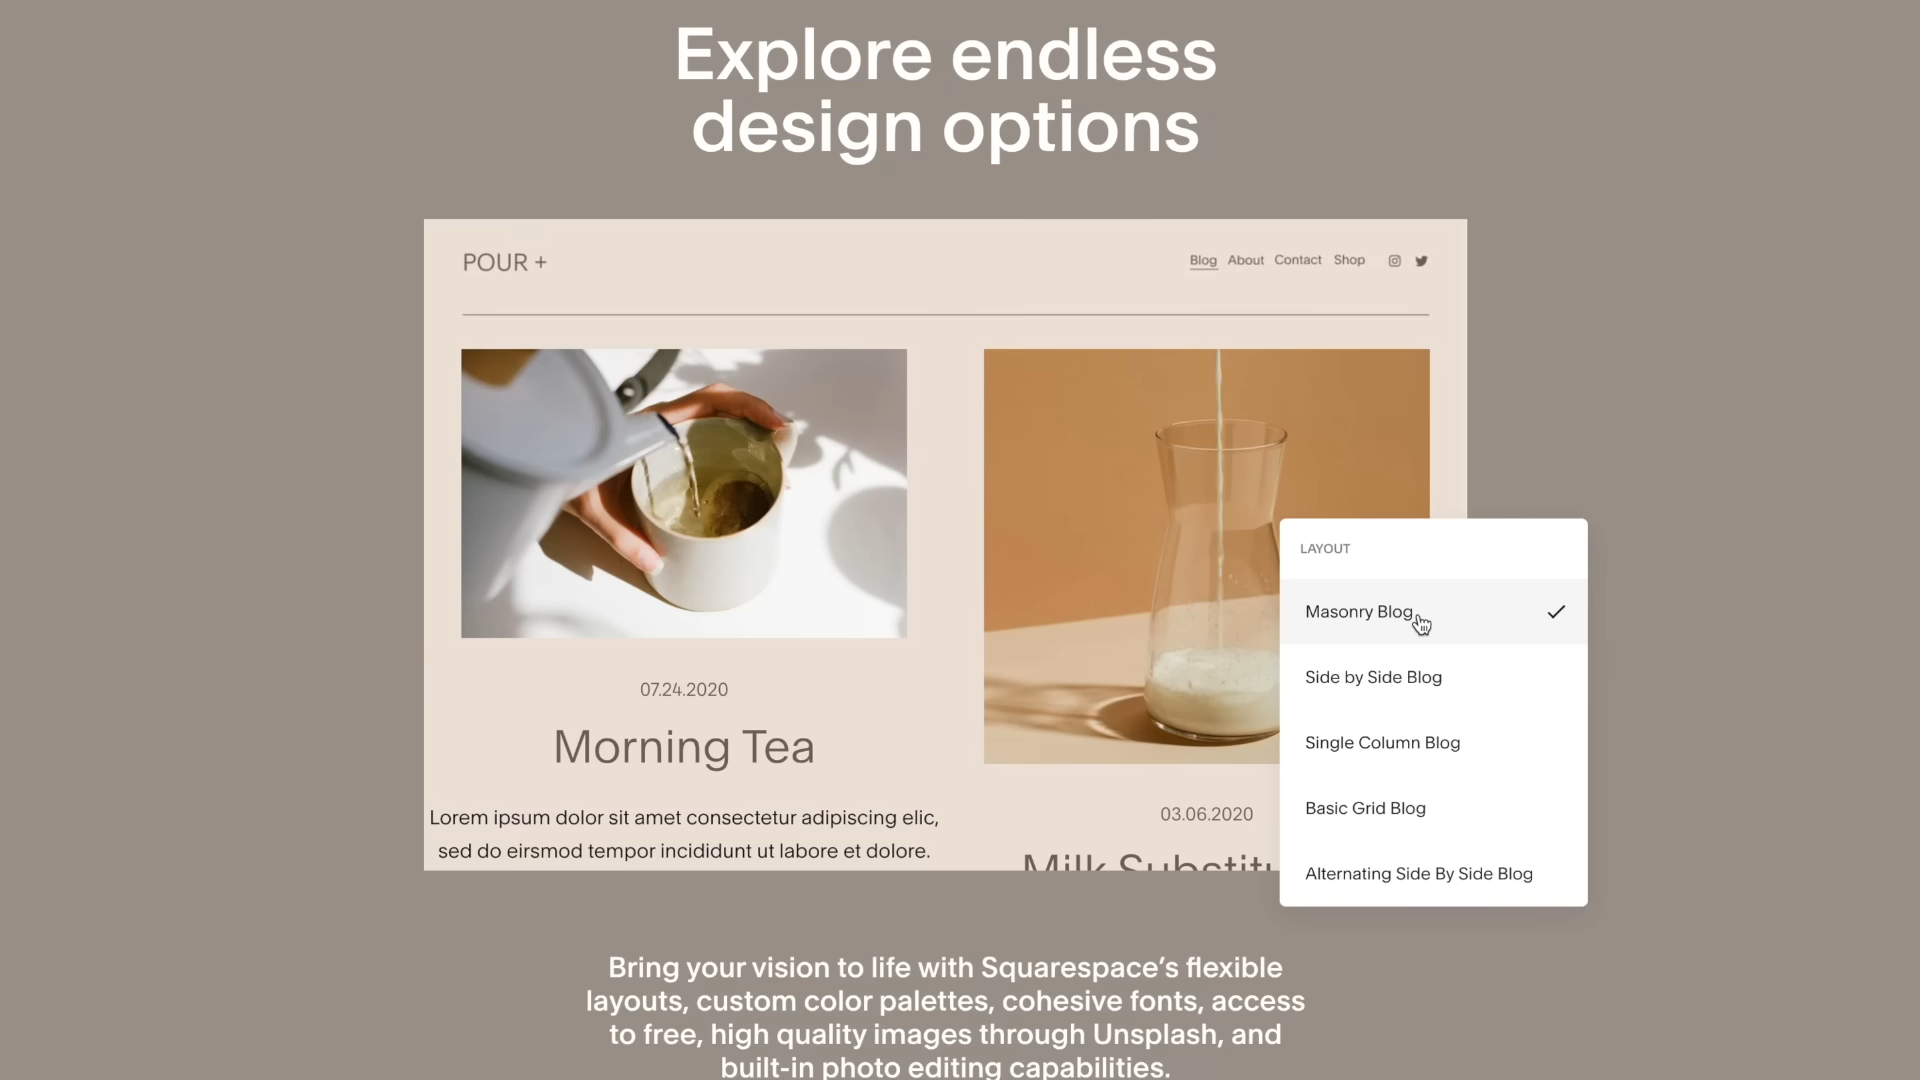 Explore endless
design options
POUR +
Blog About Contact Shop
07.24.2020
Morning Tea
Lorem ipsum dolor sit amet consectetur adipiscing elic,
sed do eirsmod tempor incididunt ut labore et dolore.
03.06.2020
Milk
LAYOUT
Masonry Blog
Side by Side Blog
Single Column Blog
Basic Grid Blog
Alternating Side By Side Blog
Bring your vision to life with Squarespace’s flexible
layouts, custom color palettes, cohesive fonts, access
to free, high quality images through Unsplash, and
built-in photo editing capabilities.